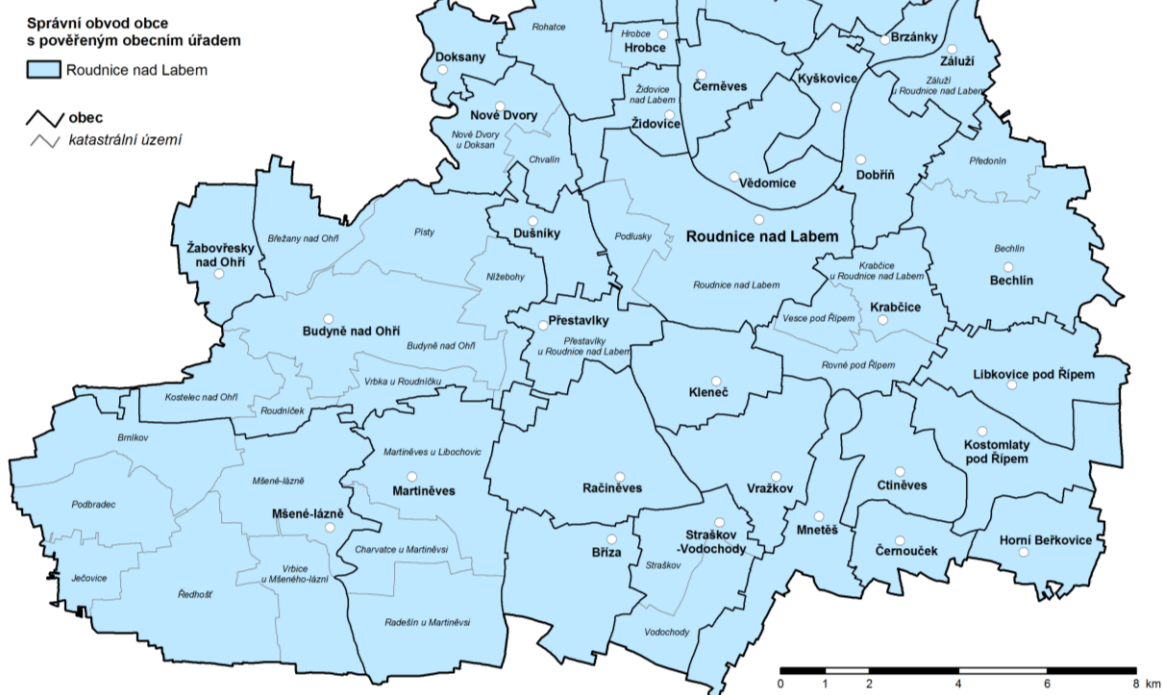 Správní obvod obce
s pověřeným obecním úřadem
Roudnice nad Labem
obec
katastrální území
Rohatce
Hrobce
Hrobce
Brzánky
Doksany
Záluží
Kyškovice
Černěves
Záluží
u Roudnice nad Labem
Židovice
nad Labem
Nové Dvory
Židovice
Nové Dvory
u Doksan
Chvalín
Předonín
Dobříň
Vědomice
Dušníky
Písty
Podlusky
Roudnice nad Labem
Břežany nad Ohří
Žabovřesky
nad Ohří
Bechlín
Bechlín
Krabčice
u Roudnice nad Labem
Nížebohy
Roudnice nad Labem
Krabčice
Vesce pod Řípem
Přestavlky
Budyně nad Ohří
Budyně nad Ohří
Přestavlky
u Roudnice nad Labem
Rovné pod Řípem
Libkovice pod Řípem
Vrbka u Roudníčku
Kleneč
Kostelec nad Ohří
Roudníček
Brníkov
Kostomlaty
pod Řípem
Martiněves u Libochovic
Mšené-lázně
Martiněves
Račiněves
Vražkov
Ctiněves
Podbradec
Mšené-lázně
Mnetěš
Straškov
-Vodochody
Horní Beřkovice
Bříza
Černouček
Charvatce u Martiněvsi
Straškov
Ječovice
Vrbice
u Mšeného-lázní
Ředhošť
Radešín u Martiněvsi
Vodochody
0 1 2 4 6 8 km